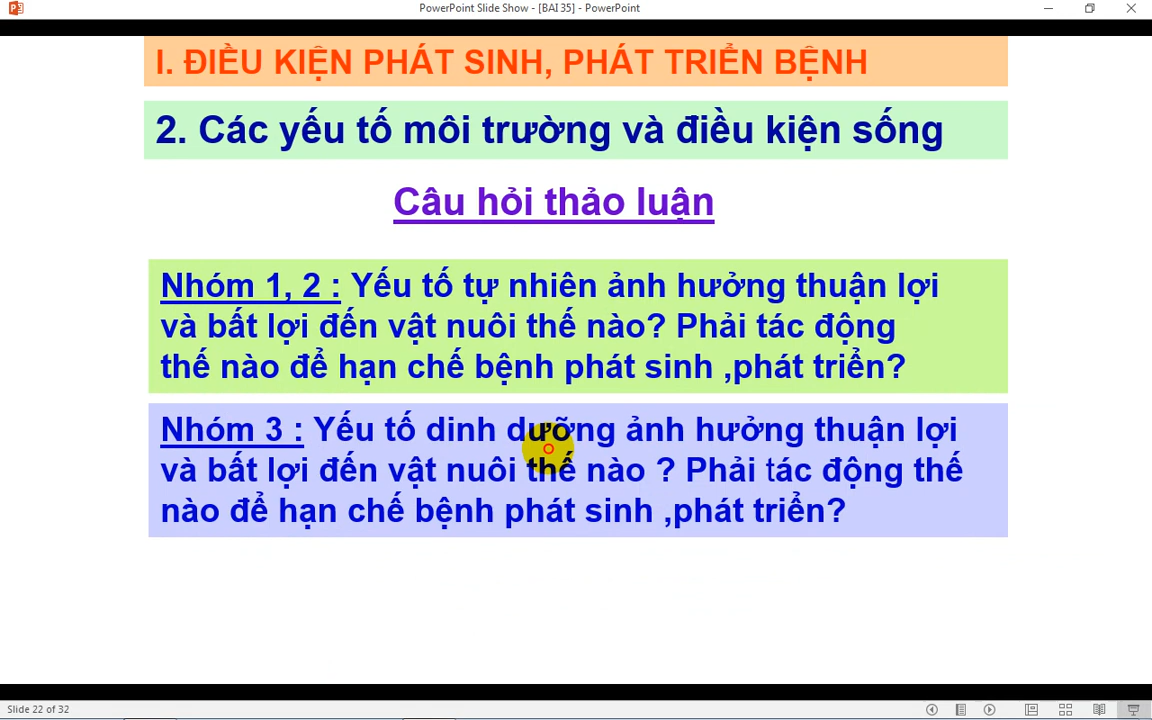 PowerPoint Slide Show - [BAI 35] - PowerPoint
I. ĐIỀU KIỆN PHÁT SINH, PHÁT TRIỂN BỆNH
2. Các yếu tố môi trường và điều kiện sống
Câu hỏi thảo luận
Nhóm 1, 2 : Yếu tố tự nhiên ảnh hưởng thuận lợi
và bất lợi đến vật nuôi thế nào? Phải tác động
thế nào để hạn chế bệnh phát sinh ,phát triển?
Nhóm 3 : Yếu tố dinh dưỡng ảnh hưởng thuận lợi
và bất lợi đến vật nuôi thế nào ? Phải tác động thế
nào để hạn chế bệnh phát sinh ,phát triển?
Slide 22 of 32